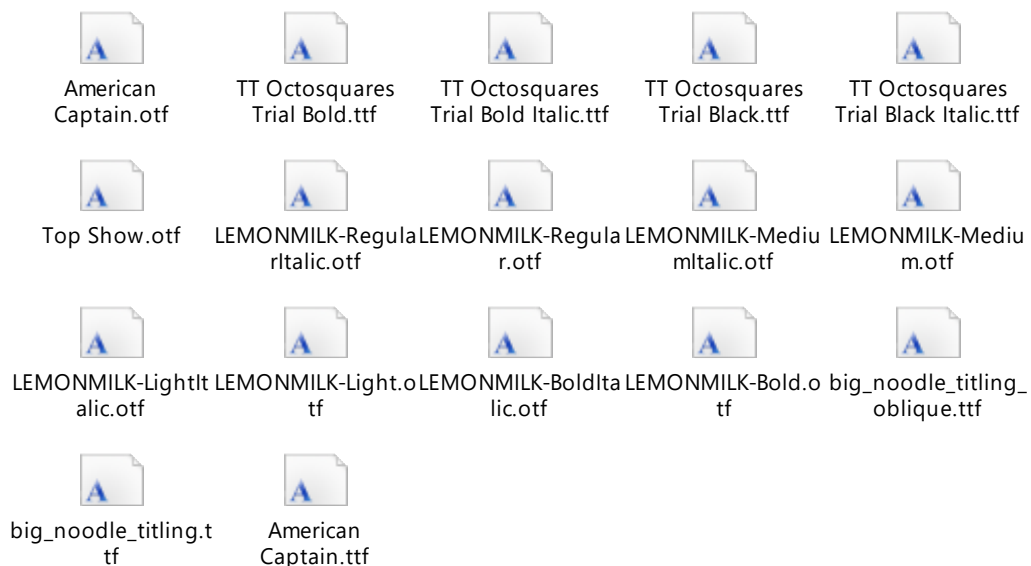 American
Captain.otf
TT Octosquares
Trial Bold.ttf
TT Octosquares
Trial Bold Italic.ttf
TT Octosquares
Trial Black.ttf
TT Octosquares
Trial Black Italic.ttf
Top Show.otf
LEMONMILK-Regula
rItalic.otf
LEMONMILK-Regula
r.otf
LEMONMILK-Mediu
mItalic.otf
LEMONMILK-Mediu
m.otf
LEMONMILK-LightIt
alic.otf
LEMONMILK-Light.o
tf
LEMONMILK-BoldIta
lic.otf
LEMONMILK-Bold.o
tf
big_noodle_titling_
oblique.ttf
big_noodle_titling.t
tf
American
Captain.ttf